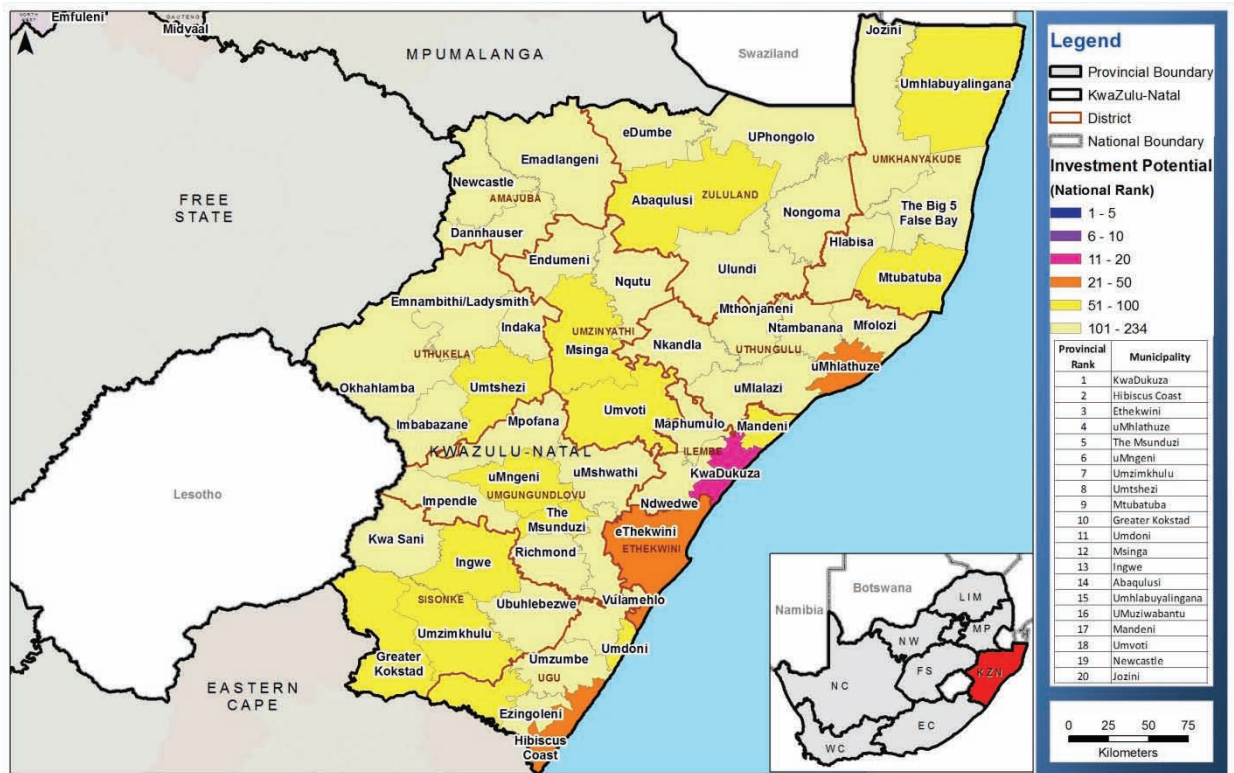 NORTH
WEST
Emfuleni
GAUTENG
Midvaal
MPUMALANGA
Swaziland
Jozini
Umhlabuyalingana
eDumbe
UPhongolo
UMKHANYAKUDE
Emadlangeni
Newcastle
AMAJUBA
ZULULAND
Abaqulusi
FREE
STATE
Nongoma
The Big 5
False Bay
Dannhauser
Hlabisa
Endumeni
Nqutu
Ulundi
Mtubatuba
Emnambithi/Ladysmith
Mthonjaneni
Indaka
UMZINYATHI
Ntambanana
Mfolozi
Msinga
Nkandla
UTHUNGULU
UTHUKELA
uMhlathuze
Okhahlamba
Umtshezi
uMlalazi
Umvoti
Imbabazane
Mpofana
Maphumulo
Mandeni
KWAZULU-NATAL
ILEMBE
uMngeni
uMshwathi
KwaDukuza
Lesotho
UMGUNGUNDLOVU
Impendle
Ndwedwe
The
Msunduzi
eThekwini
Kwa Sani
ETHEKWINI
Richmond
Ingwe
SISONKE
Ubuhlebezwe
Vulamehlo
Umzimkhulu
Umdoni
Greater
Kokstad
Umzumbe
UGU
EASTERN
CAPE
Ezingoleni
Hibiscus
Coast
Botswana
Namibia
LIM
NW
MP
FS
KZN
NC
EC
WC
Legend
Provincial Boundary
KwaZulu-Natal
District
National Boundary
Investment Potential
(National Rank)
1 - 5
6 - 10
11 - 20
21 - 50
51 - 100
101 - 234
Provincial Rank Municipality
1 KwaDukuza
2 Hibiscus Coast
3 Ethekwini
4 uMhlathuze
5 The Msunduzi
6 uMngeni
7 Umzimkhulu
8 Umtshezi
9 Mtubatuba
10 Greater Kokstad
11 Umdoni
12 Msinga
13 Ingwe
14 Abaqulusi
15 Umhlabuyalingana
16 UMuziwabantu
17 Mandeni
18 Umvoti
19 Newcastle
20 Jozini
0 25 50 75
Kilometers